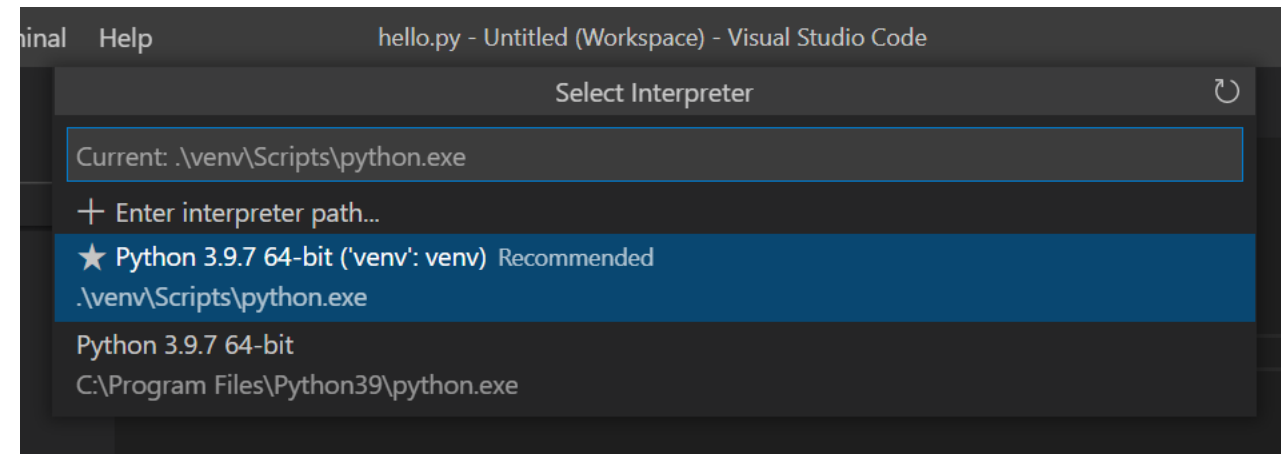 Help
hello.py - Untitled (Workspace) - Visual Studio Code
Select Interpreter
Current: .\venv\Scripts\python.exe
Enter interpreter path...
Python 3.9.7 64-bit ('venv': venv) Recommended
.\venv\Scripts\python.exe
Python 3.9.7 64-bit
C:\Program Files\Python39\python.exe